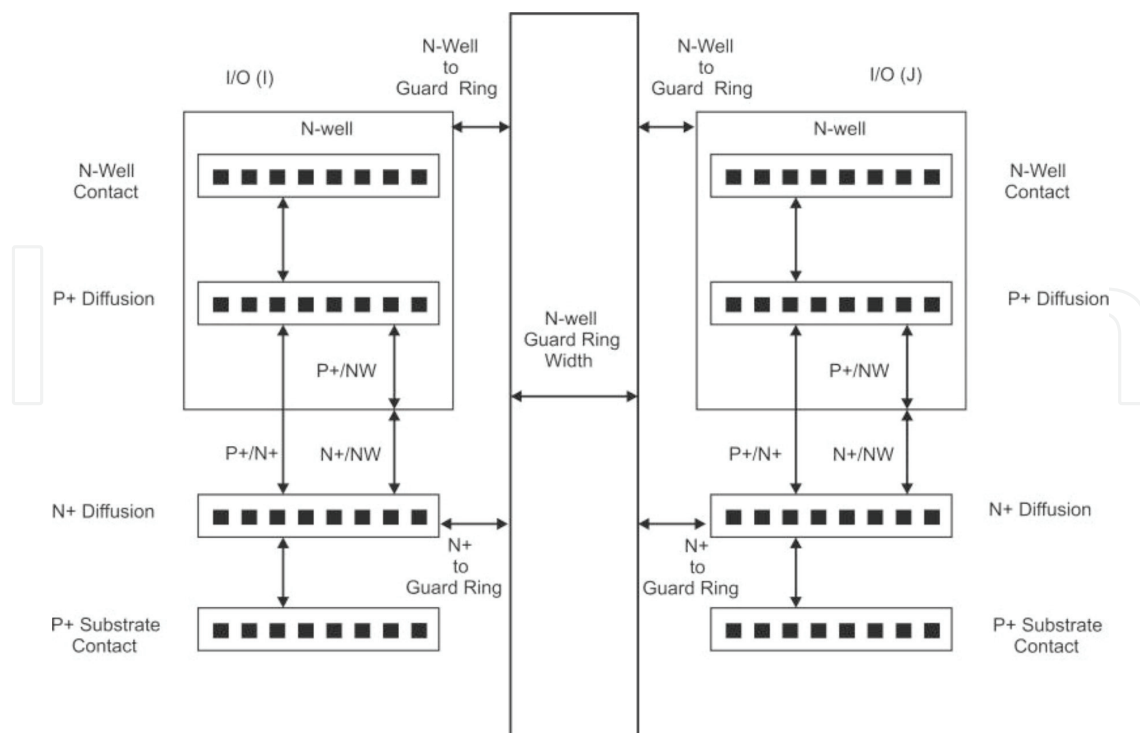 N-Well
to
Guard Ring
N-Well
to
Guard Ring
I/O (I)
I/O (J)
N-well
N-well
N-Well
Contact
N-Well
Contact
P+ Diffusion
P+ Diffusion
N-well
Guard Ring
Width
P+/NW
P+/NW
P+/N+
N+/NW
P+/N+
N+/NW
N+ Diffusion
N+ Diffusion
N+
to
Guard Ring
N+
to
Guard Ring
P+ Substrate
Contact
P+ Substrate
Contact